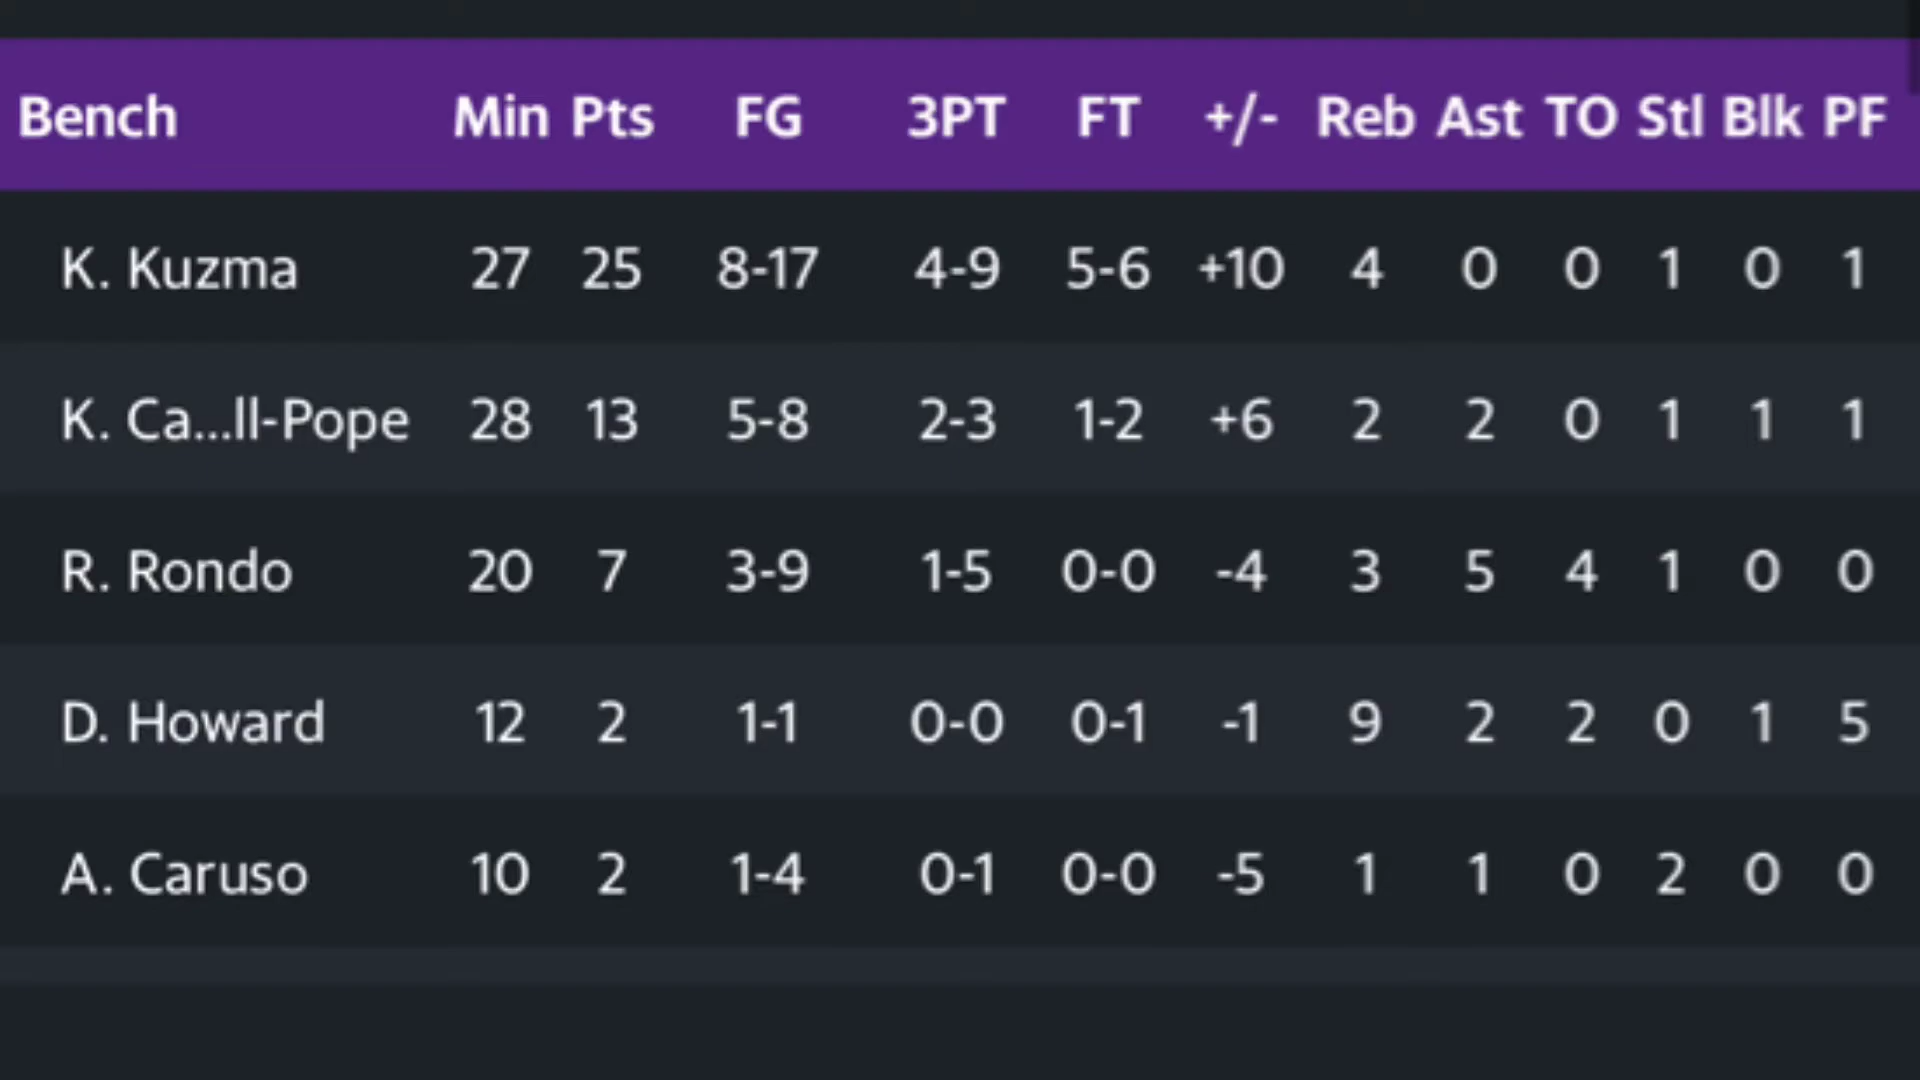 Bench Min Pts FG 3PT FT +/- Reb Ast TO Stl Blk PF
K. Kuzma 27 25 8-17 4-9 5-6 +10 4 0 0 1 0 1
K. Ca...ll-Pope 28 13 5-8 2-3 1-2 +6 2 2 0 1 1 1
R. Rondo 20 7 3-9 1-5 0-0 -4 3 5 4 1 0 0
D. Howard 12 2 1-1 0-0 0-1 -1 9 2 2 0 1 5
A. Caruso 10 2 1-4 0-1 0-0 -5 1 1 0 2 0 0